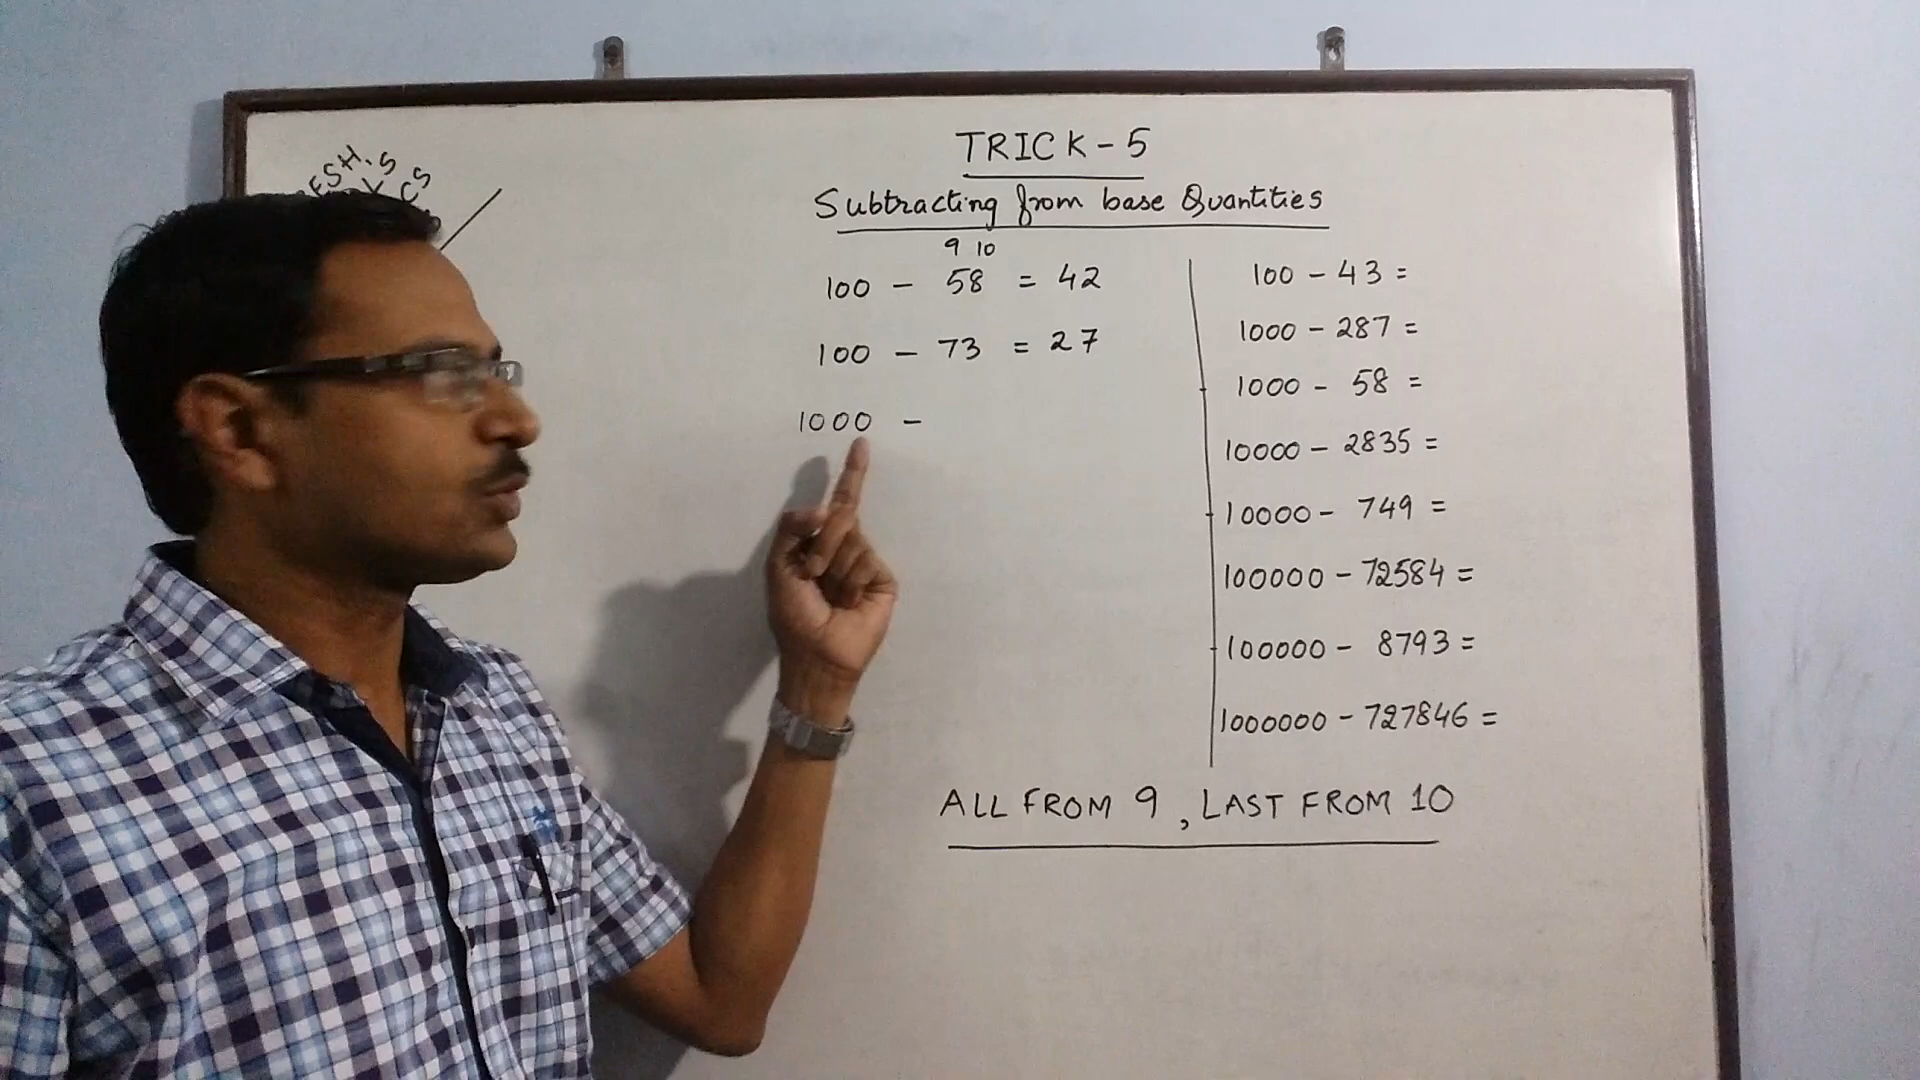 TRICK-5
Subtracting from base Quantities
9 10
100 - 58 = 42
100 - 73 = 27
1000 -
100 - 43 =
1000 - 287 =
1000 - 58 =
10000 - 2835 =
10000 - 749 =
100000 - 72584 =
100000 - 8793 =
1000000 - 727846 =
ALL FROM 9, LAST FROM 10